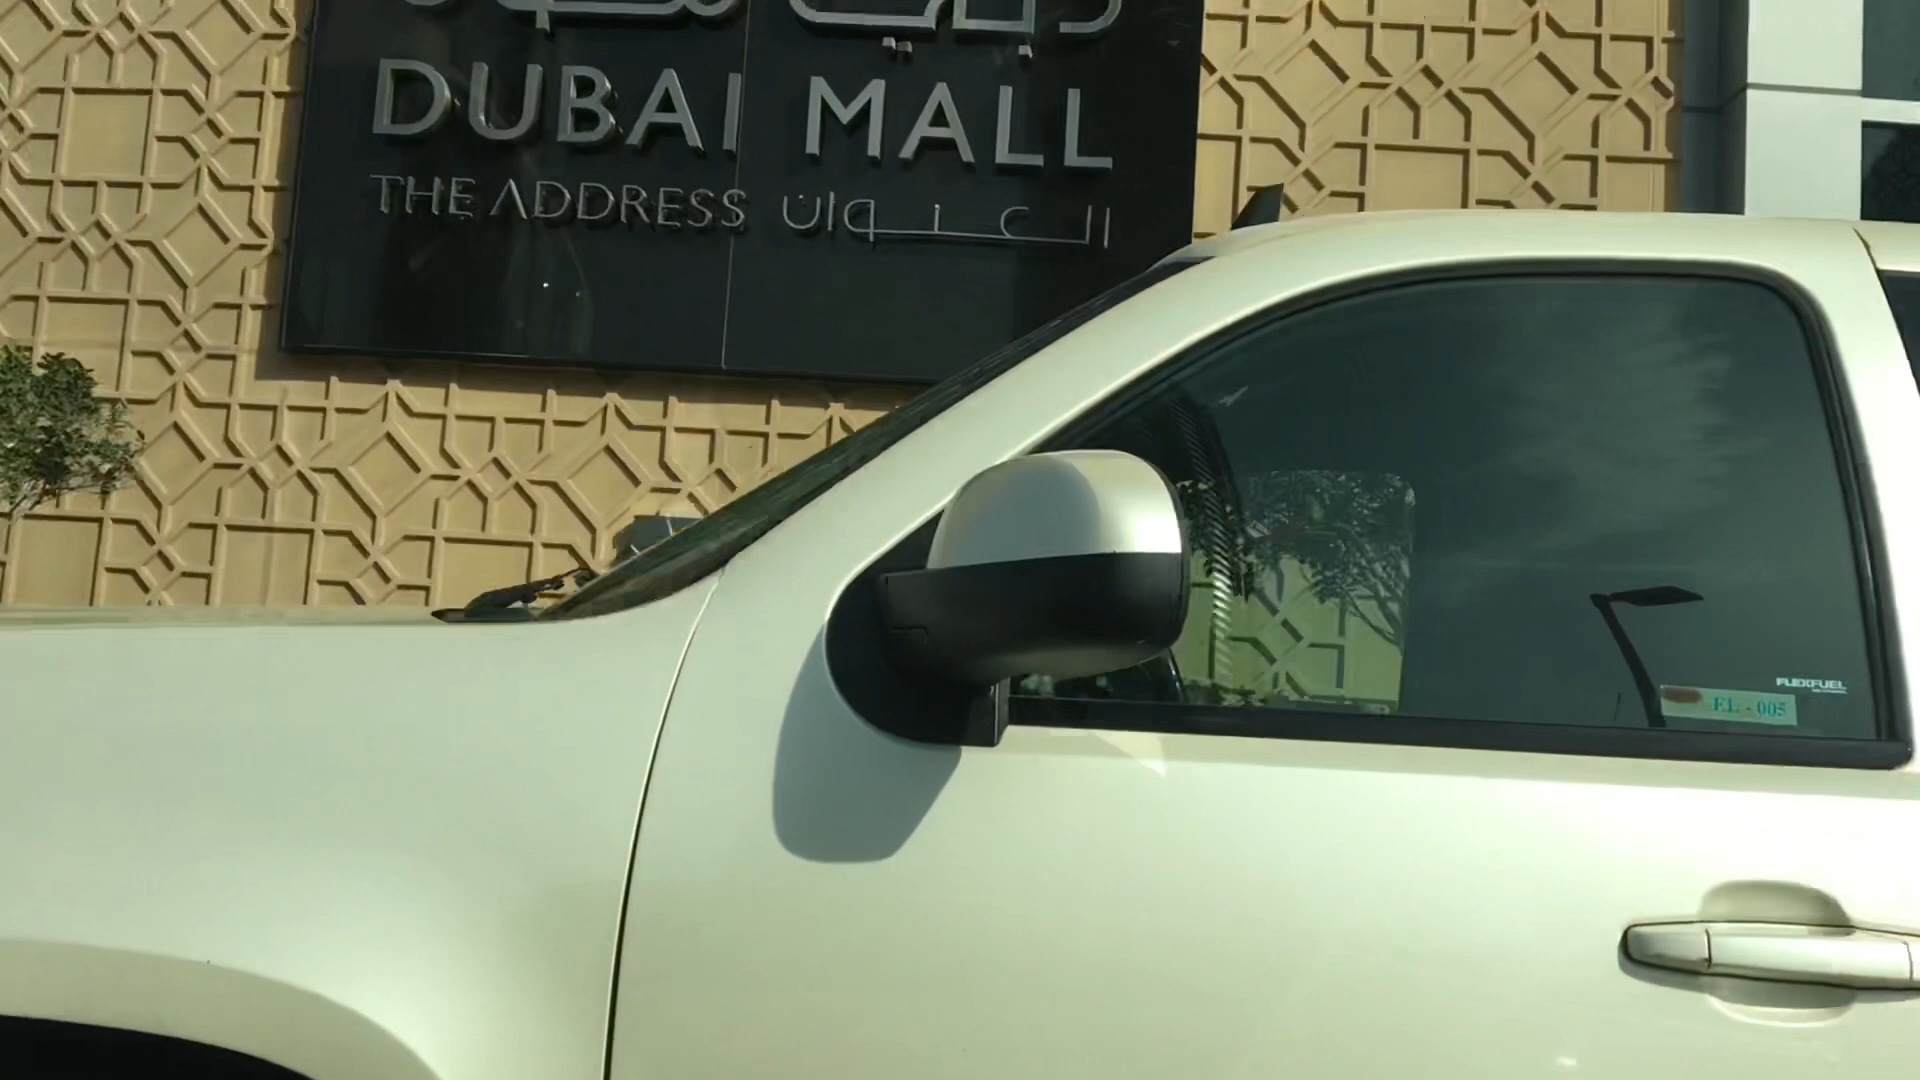 DUBAI MALL
THE ADDRESS العنوان
FLEXFUEL
EL - 005